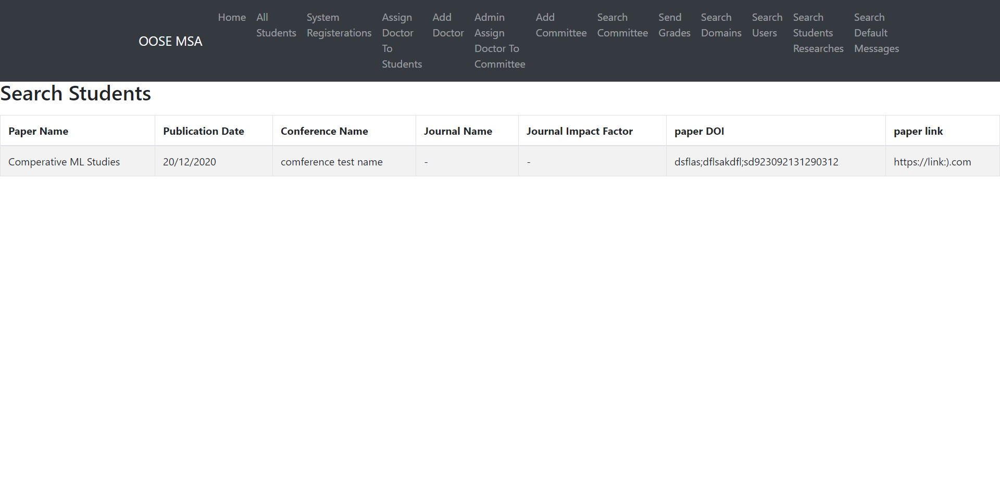 OOSE MSA
Home
All
Students
System
Registerations
Assign
Doctor
To
Students
Add
Doctor
Admin
Assign
Doctor To
Committee
Add
Committee
Search
Committee
Send
Grades
Search
Domains
Search
Users
Search
Students
Researches
Search
Default
Messages
Search Students
Paper Name Publication Date Conference Name Journal Name Journal Impact Factor paper DOI paper link
Comperative ML Studies 20/12/2020 comference test name - - dsflas;dflsakdfl;sd923092131290312 https://link:).com